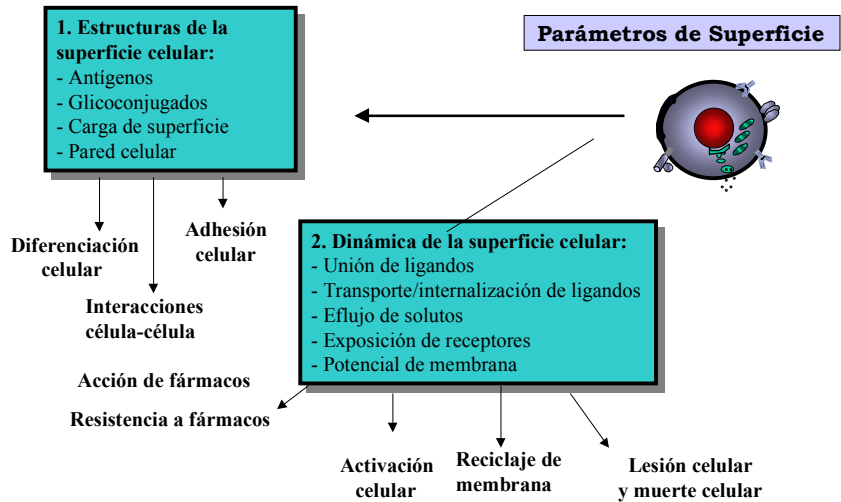 Parámetros de Superficie
1. Estructuras de la
superficie celular:
- Antígenos
- Glicoconjugados
- Carga de superficie
- Pared celular
Diferenciación
celular
Adhesión
celular
Interacciones
célula-célula
2. Dinámica de la superficie celular:
- Unión de ligandos
- Transporte/internalización de ligandos
- Eflujo de solutos
- Exposición de receptores
- Potencial de membrana
Acción de fármacos
Resistencia a fármacos
Activación
celular
Reciclaje de
membrana
Lesión celular
y muerte celular